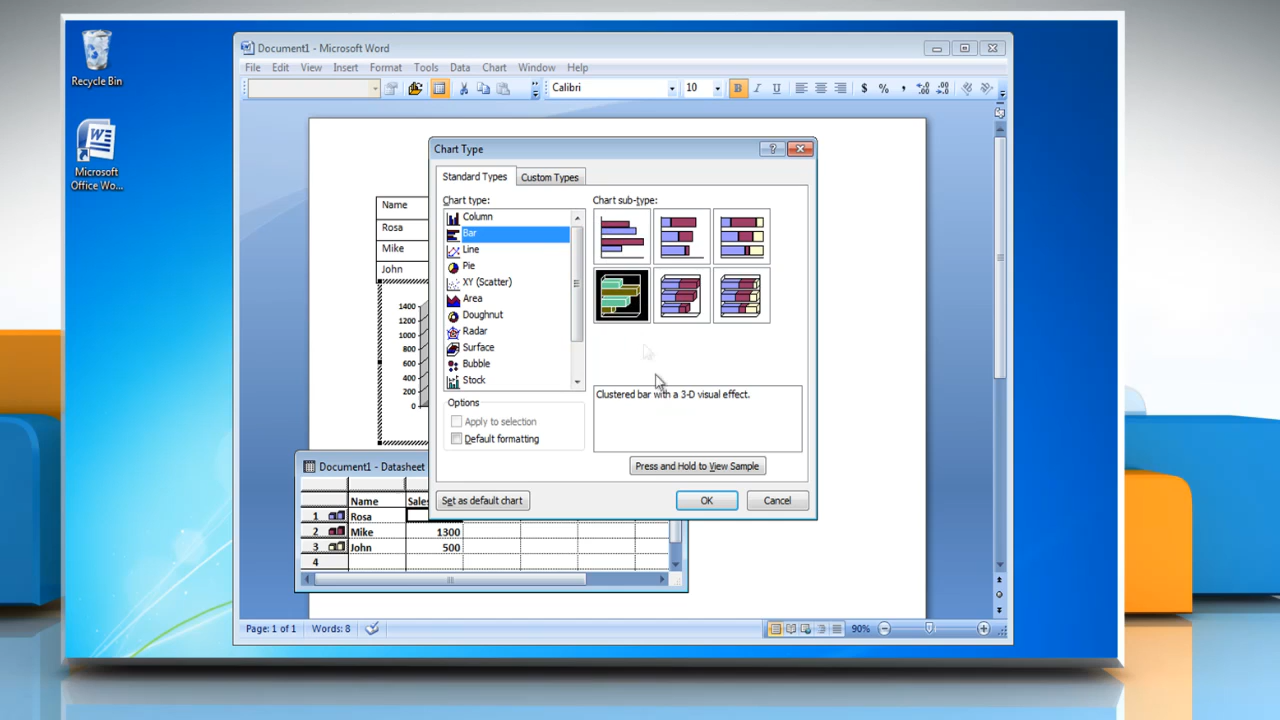 Recycle Bin
Microsoft
Office Wo...
Document1 - Microsoft Word
File Edit View Insert Format Tools Data Chart Window Help
Calibri 10 B I U $ % ,
Name
Rosa
Mike
John
1400
1200
1000
800
600
400
200
0
Chart Type
Standard Types Custom Types
Chart type:
Column
Bar
Line
Pie
XY (Scatter)
Area
Doughnut
Radar
Surface
Bubble
Stock
Chart sub-type:
Clustered bar with a 3-D visual effect.
Options
Apply to selection
Default formatting
Press and Hold to View Sample
Set as default chart OK Cancel
Document1 - Datasheet
Name Sales
1 Rosa
2 Mike 1300
3 John 500
4
Page: 1 of 1 Words: 8 90%